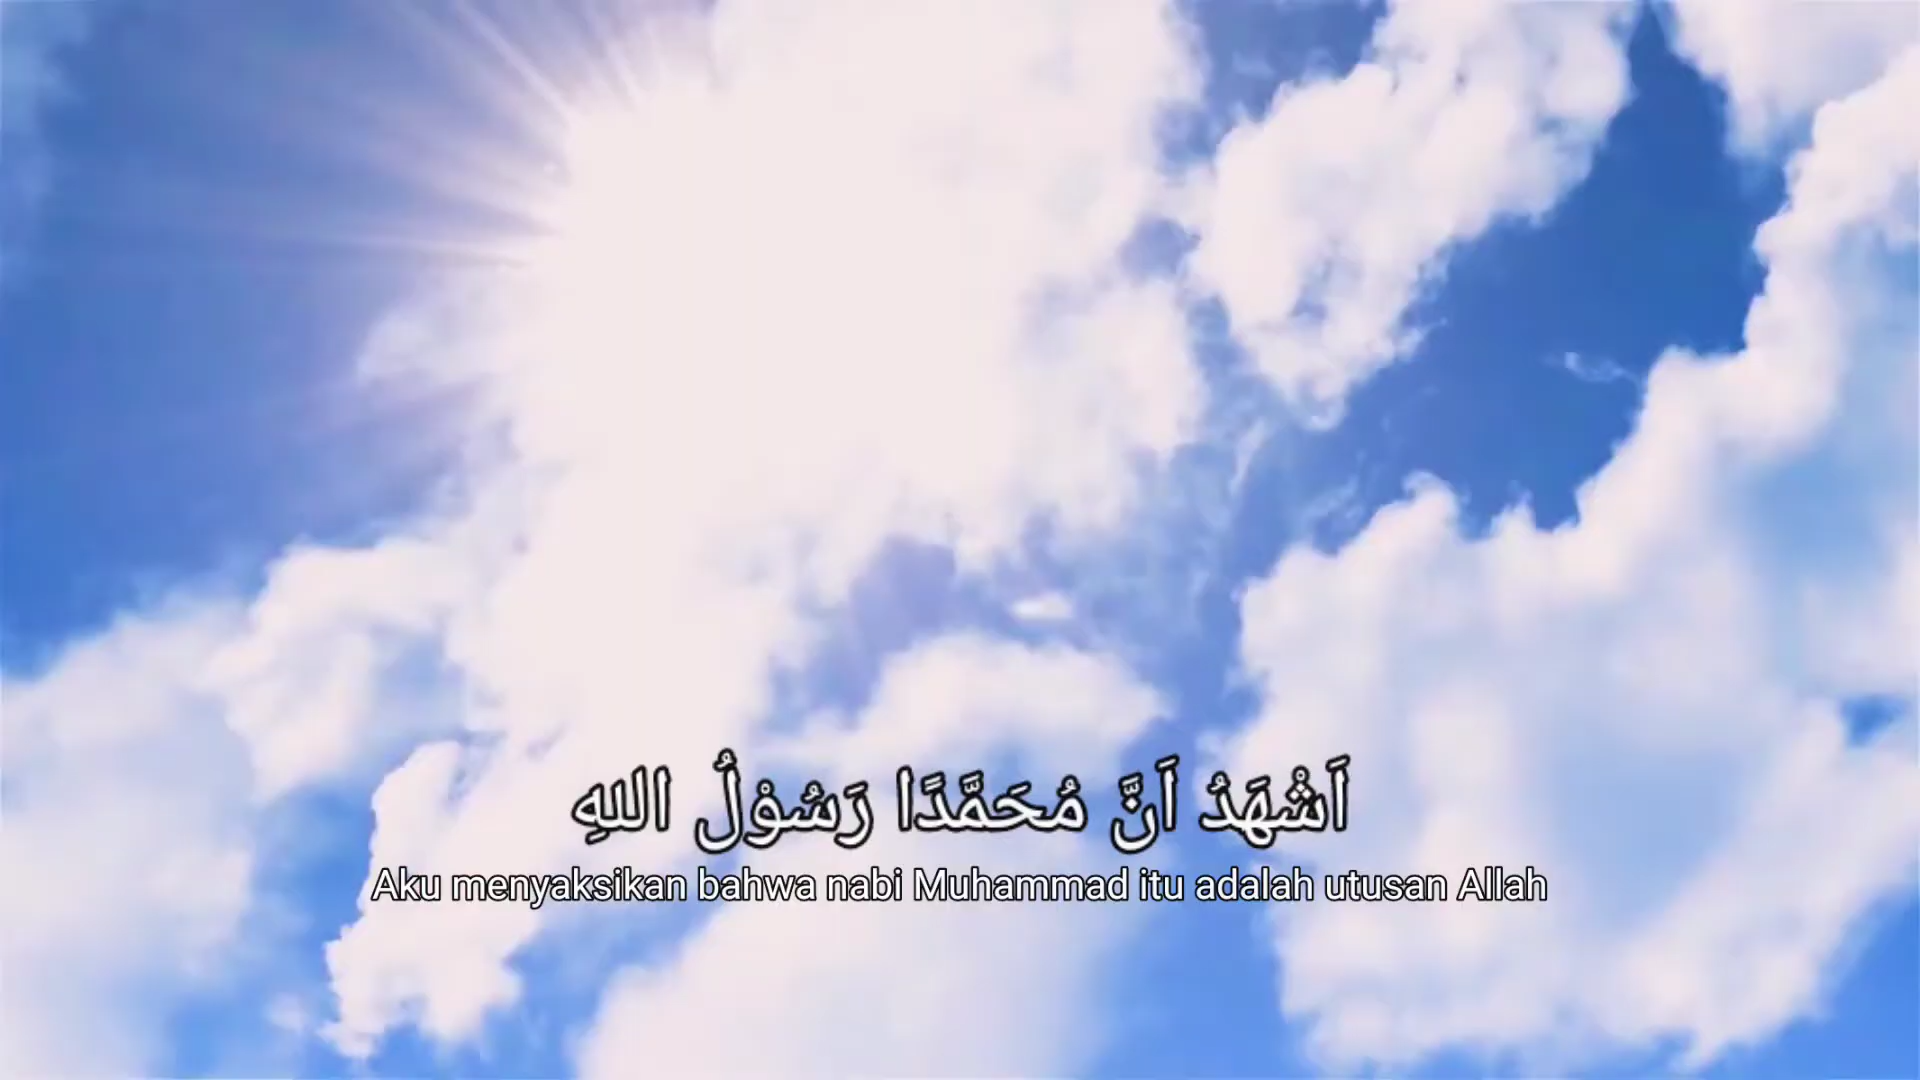 اَشْهَدُ اَنَّ مُحَمَّدًا رَسُوْلُ اللهِ
Aku menyaksikan bahwa nabi Muhammad itu adalah utusan Allah